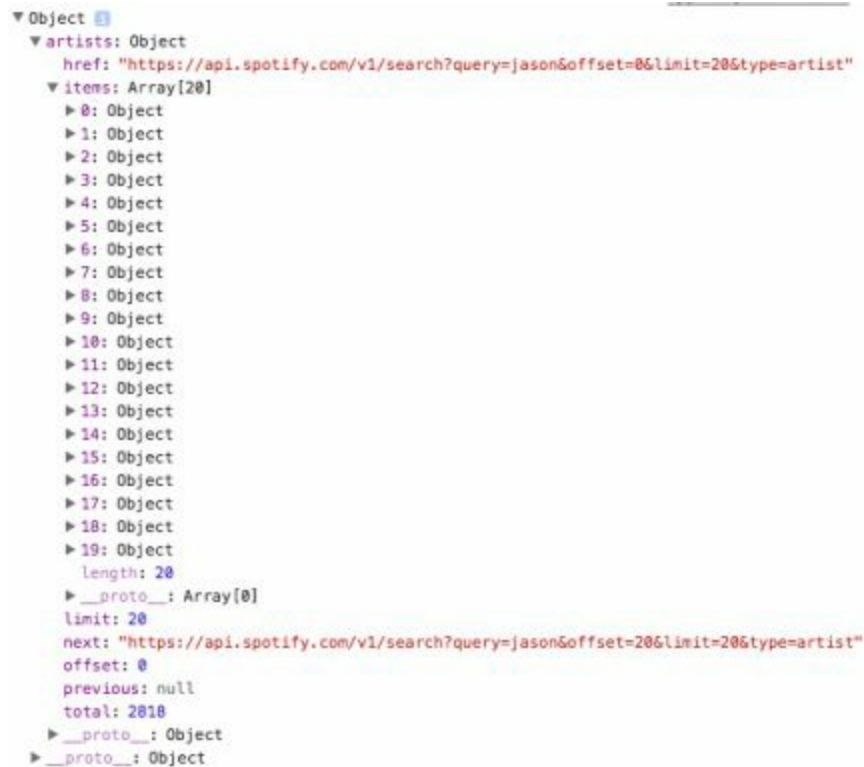 Object i
artists: Object
href: "https://api.spotify.com/v1/search?query=jason&offset=0&limit=20&type=artist"
items: Array[20]
0: Object
1: Object
2: Object
3: Object
4: Object
5: Object
6: Object
7: Object
8: Object
9: Object
10: Object
11: Object
12: Object
13: Object
14: Object
15: Object
16: Object
17: Object
18: Object
19: Object
length: 20
__proto__: Array[0]
limit: 20
next: "https://api.spotify.com/v1/search?query=jason&offset=20&limit=20&type=artist"
offset: 0
previous: null
total: 2018
__proto__: Object
__proto__: Object